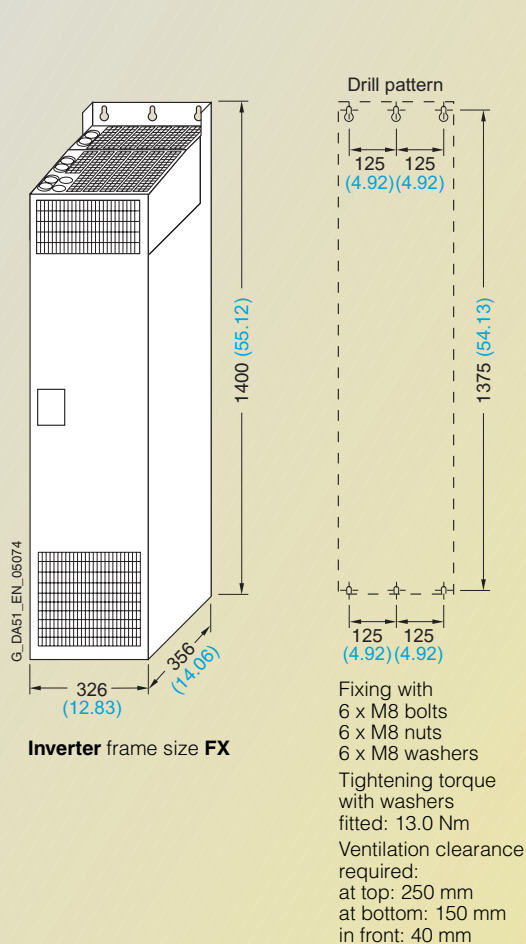 Drill pattern
125 125
(4.92)(4.92)
1400 (55.12)
1375 (54.13)
G_DA51_EN_05074
326
(12.83)
356
(14.06)
125 125
(4.92)(4.92)
Inverter frame size FX
Fixing with
6 x M8 bolts
6 x M8 nuts
6 x M8 washers
Tightening torque
with washers
fitted: 13.0 Nm
Ventilation clearance
required:
at top: 250 mm
at bottom: 150 mm
in front: 40 mm